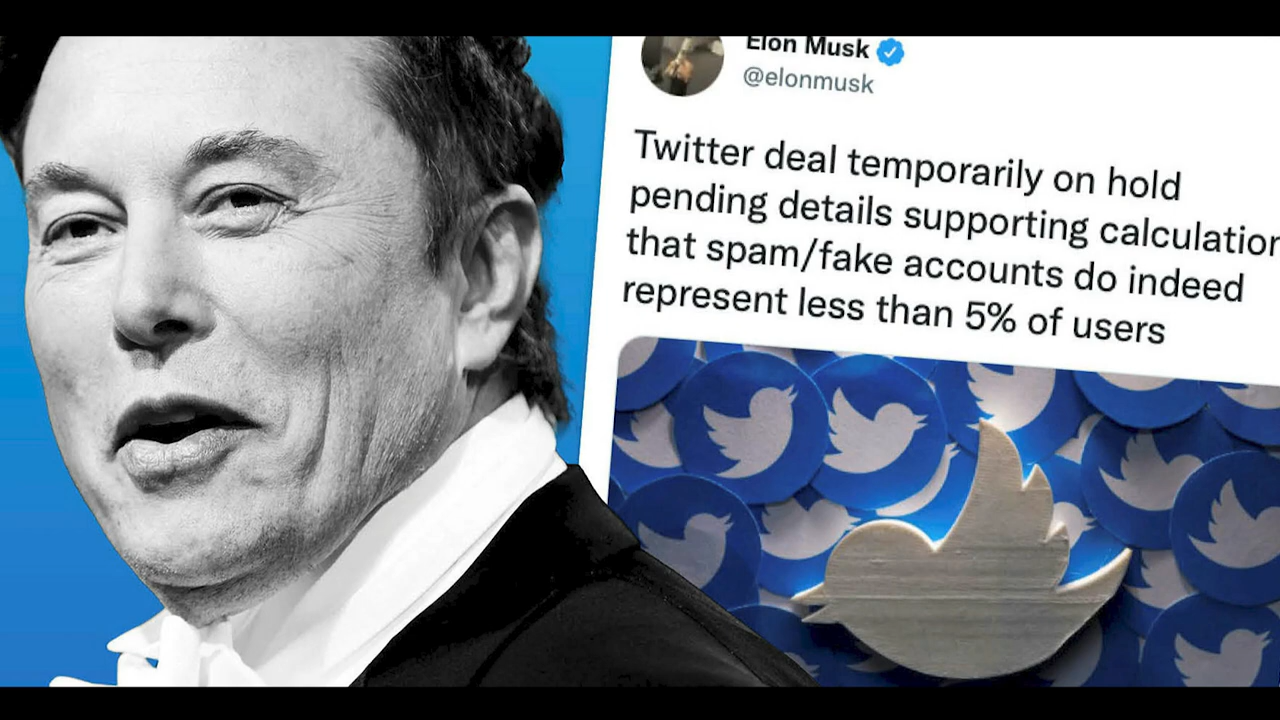 Elon Musk
@elonmusk
Twitter deal temporarily on hold
pending details supporting calculation
that spam/fake accounts do indeed
represent less than 5% of users